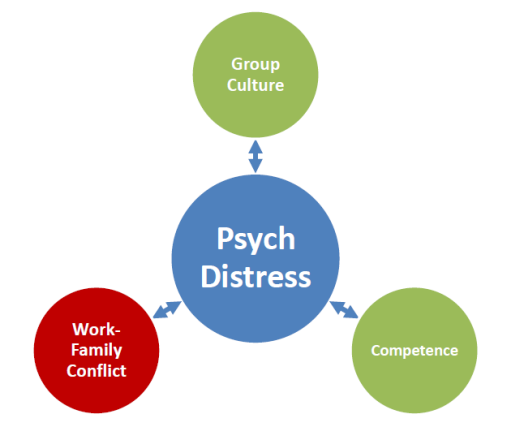 Group
Culture
Psych
Distress
Work-
Family
Conflict
Competence